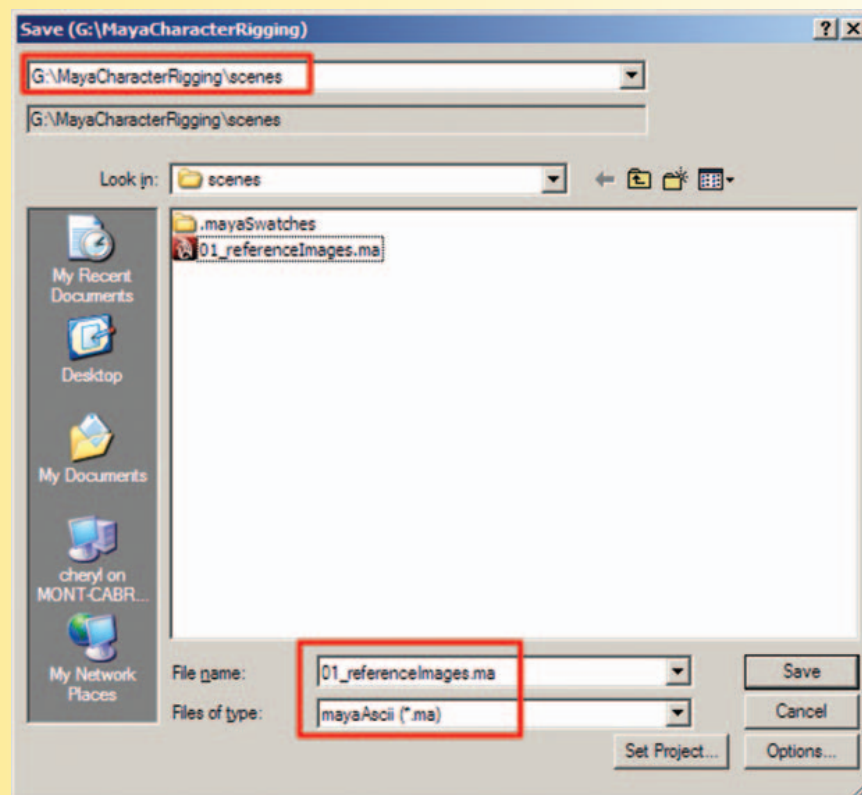 Save (G:\MayaCharacterRigging)
G:\MayaCharacterRigging\scenes
G:\MayaCharacterRigging\scenes
Look in:
scenes
.mayaSwatches
01_referenceImages.ma
My Recent
Documents
Desktop
My Documents
cheryl on
MONT-CABR...
My Network
Places
File name:
01_referenceImages.ma
Save
Files of type:
mayaAscii (*.ma)
Cancel
Set Project...
Options...